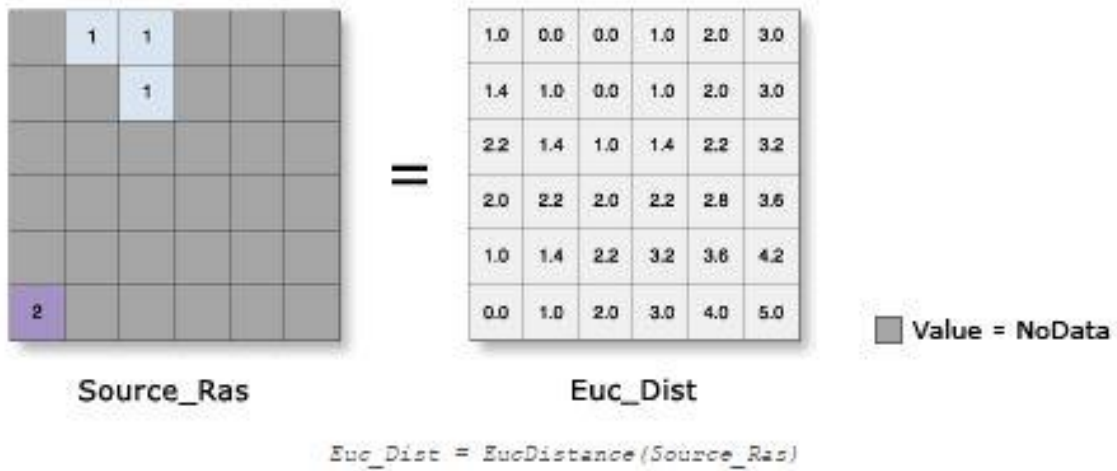 1 1 1.0 0.0 0.0 1.0 2.0 3.0
1 1.4 1.0 0.0 1.0 2.0 3.0
2.2 1.4 1.0 1.4 2.2 3.2
=
2.0 2.2 2.0 2.2 2.8 3.6
1.0 1.4 2.2 3.2 3.6 4.2
2 0.0 1.0 2.0 3.0 4.0 5.0
Value = NoData
Source_Ras Euc_Dist
Euc_Dist = EucDistance(Source_Ras)